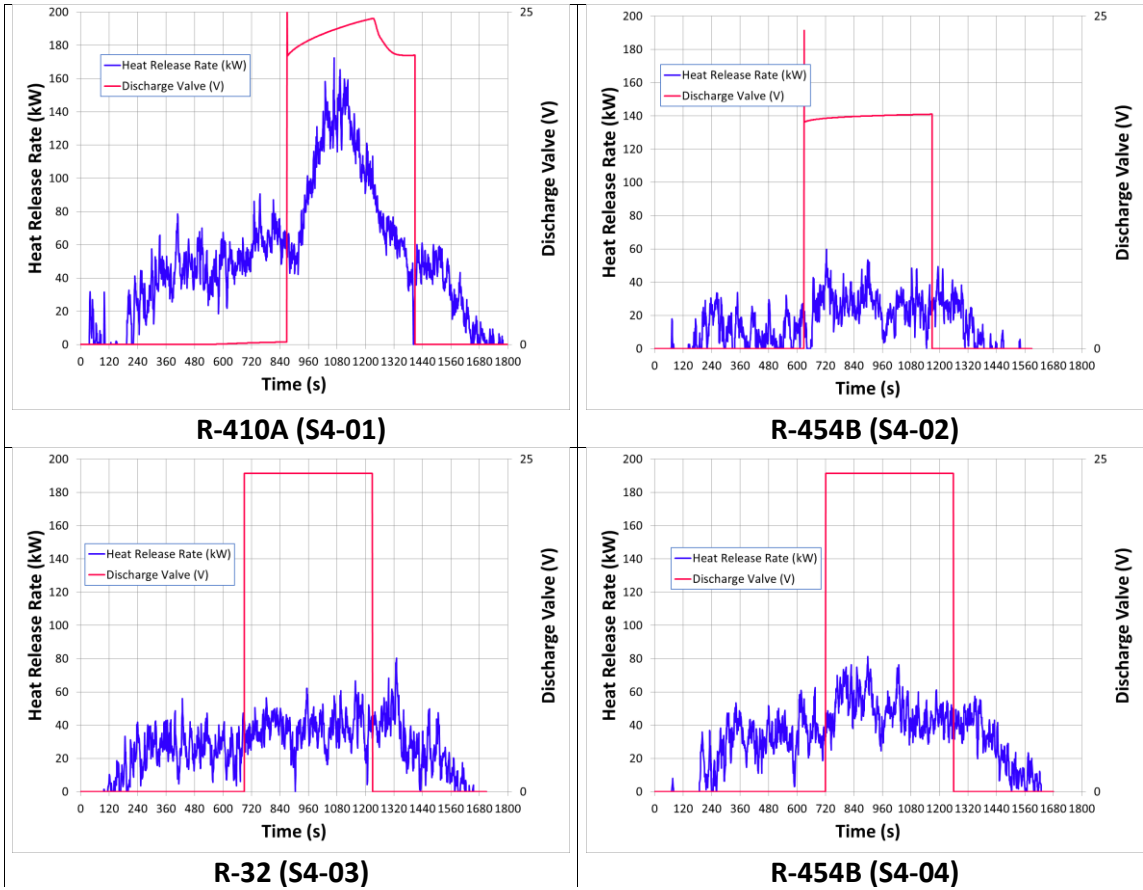 200
180
160
140
120
100
80
60
40
20
0
Heat Release Rate (kW)
Heat Release Rate (kW)
Discharge Valve (V)
25
0
Discharge Valve (V)
0 120 240 360 480 600 720 840 960 1080 1200 1320 1440 1560 1680 1800
Time (s)
R-410A (S4-01)
200
180
160
140
120
100
80
60
40
20
0
Heat Release Rate (kW)
Heat Release Rate (kW)
Discharge Valve (V)
25
0
Discharge Valve (V)
0 120 240 360 480 600 720 840 960 1080 1200 1320 1440 1560 1680 1800
Time (s)
R-454B (S4-02)
200
180
160
140
120
100
80
60
40
20
0
Heat Release Rate (kW)
Heat Release Rate (kW)
Discharge Valve (V)
25
0
Discharge Valve (V)
0 120 240 360 480 600 720 840 960 1080 1200 1320 1440 1560 1680 1800
Time (s)
R-32 (S4-03)
200
180
160
140
120
100
80
60
40
20
0
Heat Release Rate (kW)
Heat Release Rate (kW)
Discharge Valve (V)
25
0
Discharge Valve (V)
0 120 240 360 480 600 720 840 960 1080 1200 1320 1440 1560 1680 1800
Time (s)
R-454B (S4-04)